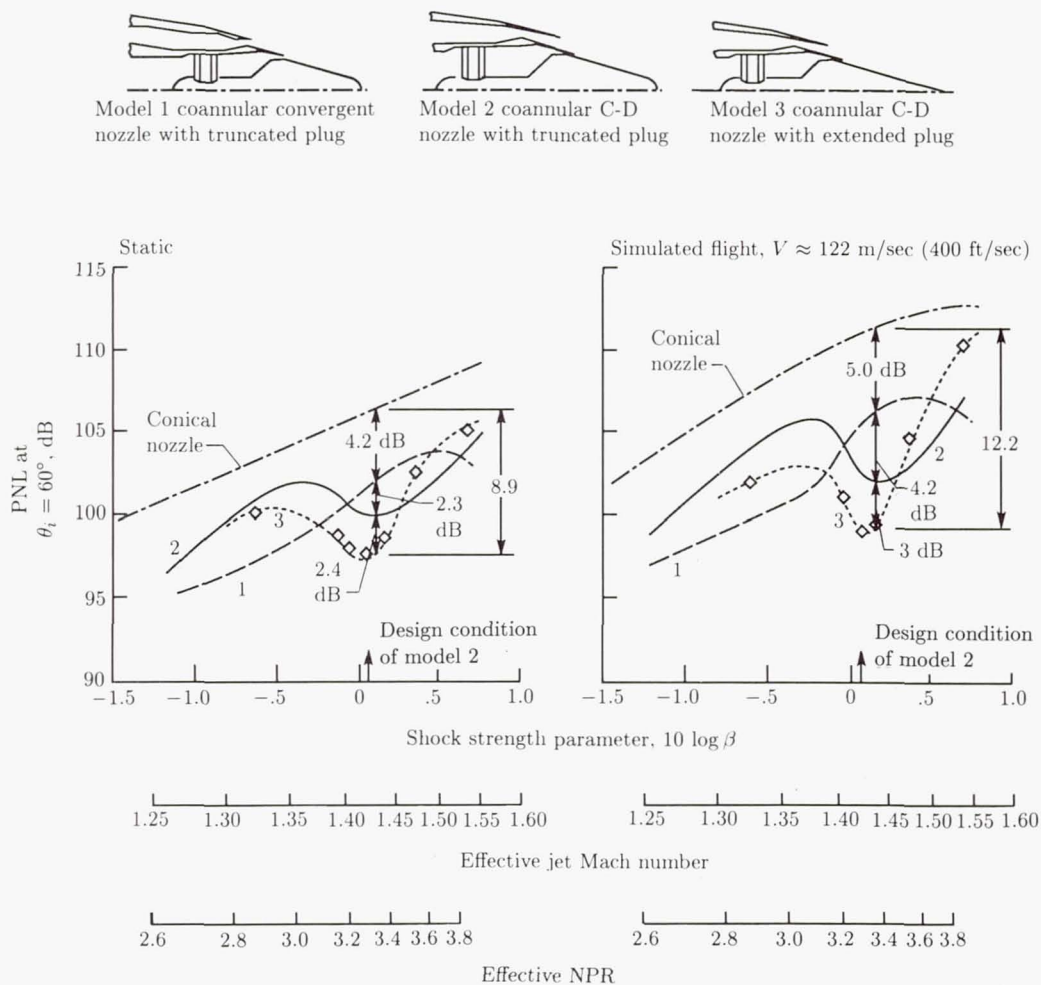 Model 1 coannular convergent
nozzle with truncated plug
Model 2 coannular C-D
nozzle with truncated plug
Model 3 coannular C-D
nozzle with extended plug
Static
PNL at
θi = 60°, dB
115
110
105
100
95
90
Conical
nozzle
4.2 dB
2.3
dB
8.9
2.4
dB
1
2
3
Design condition
of model 2
−1.5 −1.0 −.5 0 .5 1.0
Simulated flight, V ≈ 122 m/sec (400 ft/sec)
Conical
nozzle
5.0 dB
12.2
4.2
dB
3 dB
1
2
3
Design condition
of model 2
−1.5 −1.0 −.5 0 .5 1.0
Shock strength parameter, 10 log β
1.25 1.30 1.35 1.40 1.45 1.50 1.55 1.60
1.25 1.30 1.35 1.40 1.45 1.50 1.55 1.60
Effective jet Mach number
2.6 2.8 3.0 3.2 3.4 3.6 3.8
2.6 2.8 3.0 3.2 3.4 3.6 3.8
Effective NPR